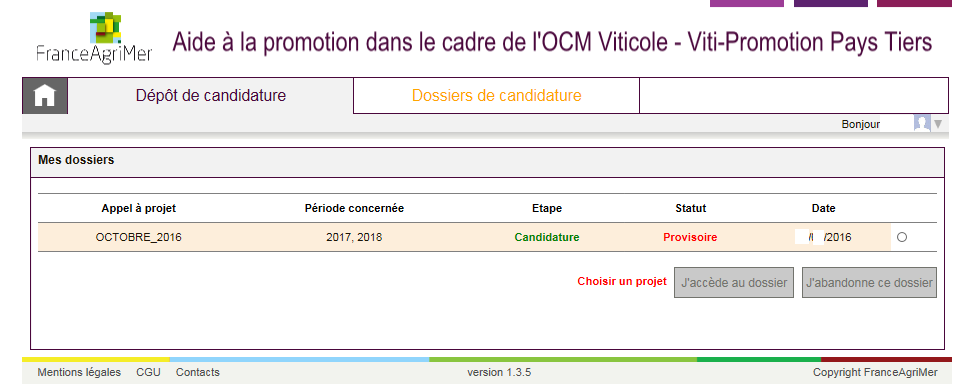 FranceAgriMer
Aide à la promotion dans le cadre de l'OCM Viticole - Viti-Promotion Pays Tiers
Dépôt de candidature Dossiers de candidature
Bonjour
Mes dossiers
Appel à projet Période concernée Etape Statut Date
OCTOBRE_2016 2017, 2018 Candidature Provisoire /2016
Choisir un projet J'accède au dossier J'abandonne ce dossier
Mentions légales CGU Contacts version 1.3.5 Copyright FranceAgriMer